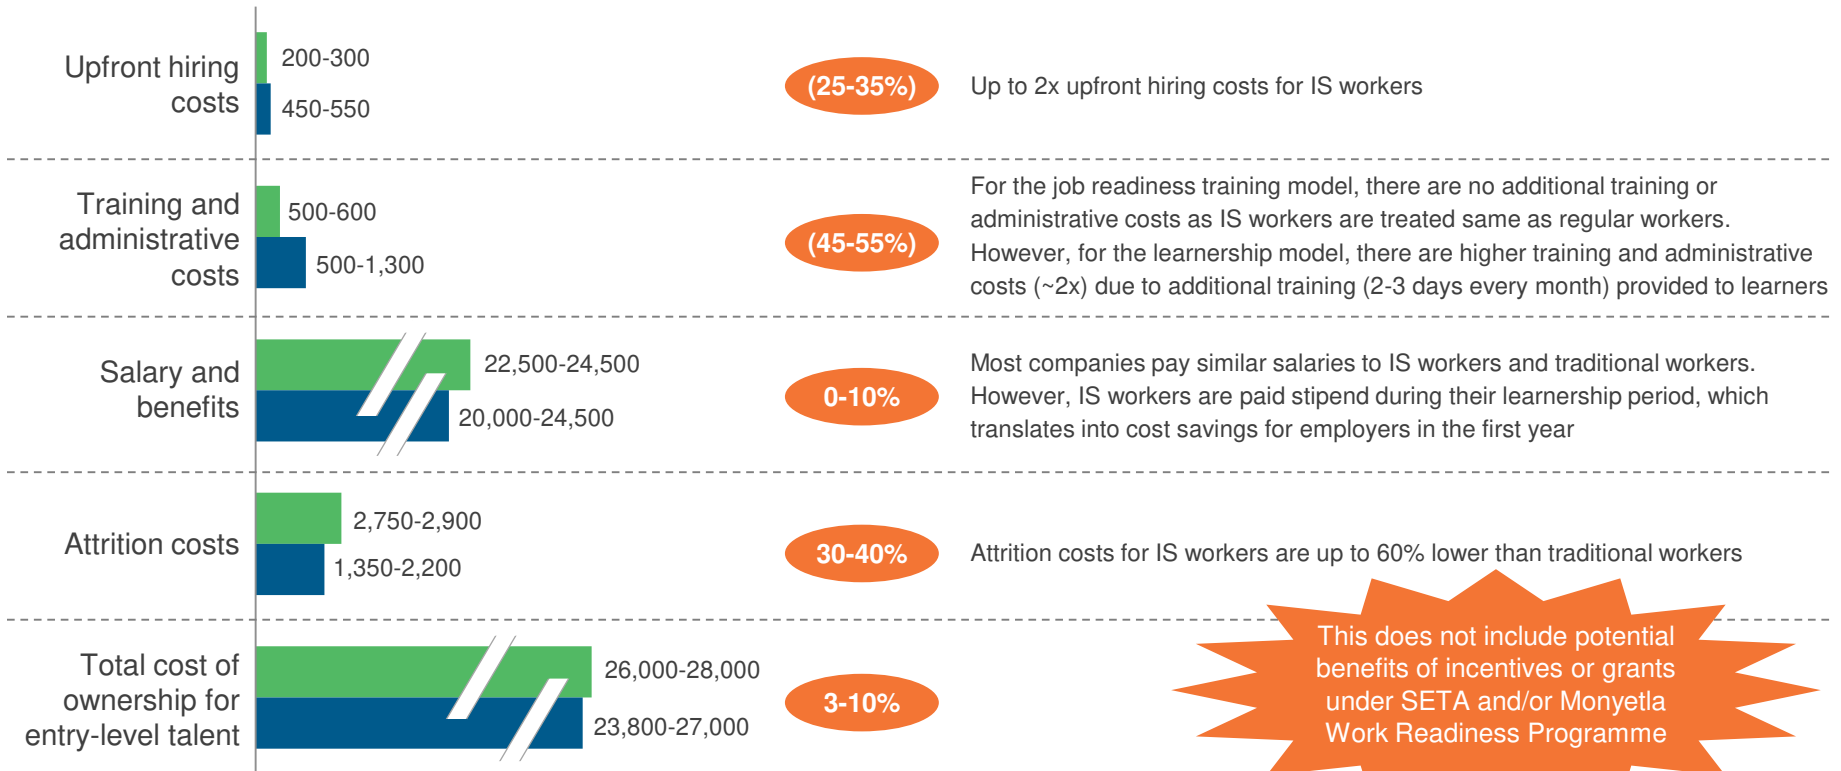 Upfront hiring
costs
200-300
450-550
(25-35%)
Up to 2x upfront hiring costs for IS workers
Training and
administrative
costs
500-600
500-1,300
(45-55%)
For the job readiness training model, there are no additional training or
administrative costs as IS workers are treated same as regular workers.
However, for the learnership model, there are higher training and administrative
costs (~2x) due to additional training (2-3 days every month) provided to learners
Salary and
benefits
22,500-24,500
20,000-24,500
0-10%
Most companies pay similar salaries to IS workers and traditional workers.
However, IS workers are paid stipend during their learnership period, which
translates into cost savings for employers in the first year
Attrition costs
2,750-2,900
1,350-2,200
30-40%
Attrition costs for IS workers are up to 60% lower than traditional workers
Total cost of
ownership for
entry-level talent
26,000-28,000
23,800-27,000
3-10%
This does not include potential
benefits of incentives or grants
under SETA and/or Monyetla
Work Readiness Programme